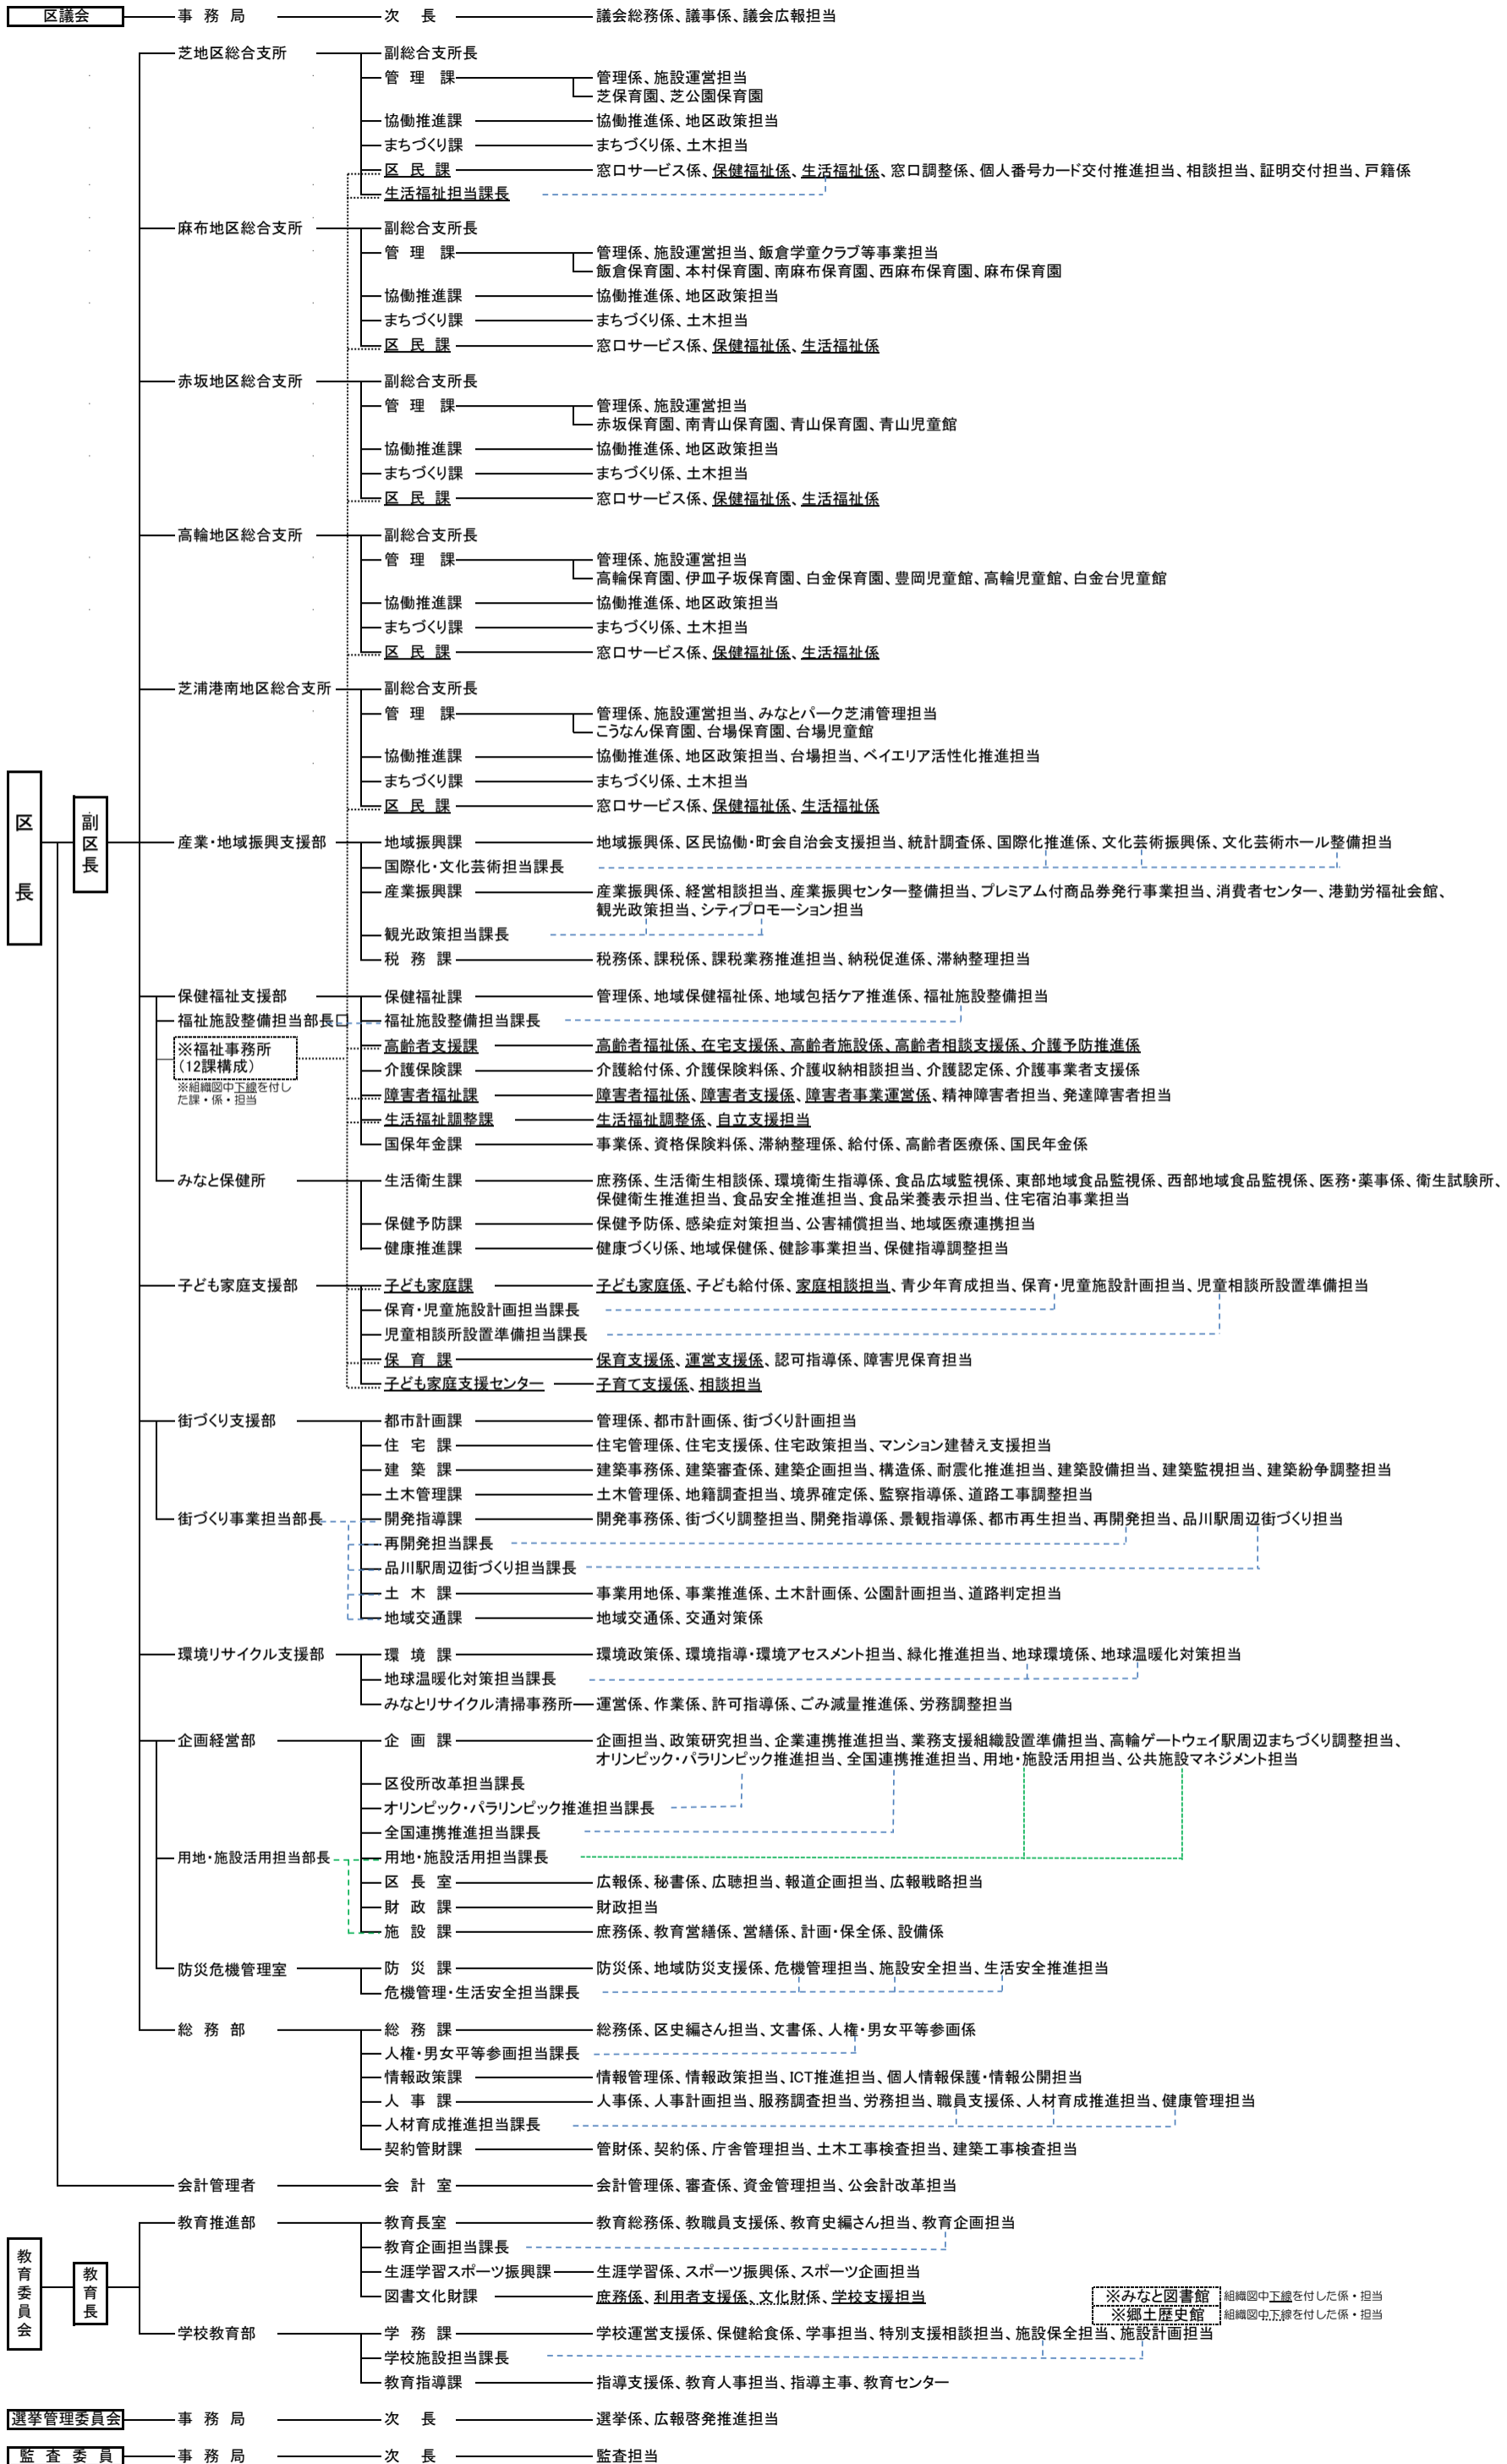 区議会 事務局 次長 議会総務係、議事係、議会広報担当
芝地区総合支所 副総合支所長
管理課 管理係、施設運営担当
芝保育園、芝公園保育園
協働推進課 協働推進係、地区政策担当
まちづくり課 まちづくり係、土木担当
区民課 窓口サービス係、保健福祉係、生活福祉係、窓口調整係、個人番号カード交付推進担当、相談担当、証明交付担当、戸籍係
生活福祉担当課長
麻布地区総合支所 副総合支所長
管理課 管理係、施設運営担当、飯倉学童クラブ等事業担当
飯倉保育園、本村保育園、南麻布保育園、西麻布保育園、麻布保育園
協働推進課 協働推進係、地区政策担当
まちづくり課 まちづくり係、土木担当
区民課 窓口サービス係、保健福祉係、生活福祉係
赤坂地区総合支所 副総合支所長
管理課 管理係、施設運営担当
赤坂保育園、南青山保育園、青山保育園、青山児童館
協働推進課 協働推進係、地区政策担当
まちづくり課 まちづくり係、土木担当
区民課 窓口サービス係、保健福祉係、生活福祉係
高輪地区総合支所 副総合支所長
管理課 管理係、施設運営担当
高輪保育園、伊皿子坂保育園、白金保育園、豊岡児童館、高輪児童館、白金台児童館
協働推進課 協働推進係、地区政策担当
まちづくり課 まちづくり係、土木担当
区民課 窓口サービス係、保健福祉係、生活福祉係
芝浦港南地区総合支所 副総合支所長
管理課 管理係、施設運営担当、みなとパーク芝浦管理担当
こうなん保育園、台場保育園、台場児童館
協働推進課 協働推進係、地区政策担当、台場担当、ベイエリア活性化推進担当
まちづくり課 まちづくり係、土木担当
区民課 窓口サービス係、保健福祉係、生活福祉係
区長
副区長
産業・地域振興支援部 地域振興課 地域振興係、区民協働・町会自治会支援担当、統計調査係、国際化推進係、文化芸術振興係、文化芸術ホール整備担当
国際化・文化芸術担当課長
産業振興課 産業振興係、経営相談担当、産業振興センター整備担当、プレミアム付商品券発行事業担当、消費者センター、港勤労福祉会館、
観光政策担当、シティプロモーション担当
観光政策担当課長
税務課 税務係、課税係、課税業務推進担当、納税促進係、滞納整理担当
保健福祉支援部 保健福祉課 管理係、地域保健福祉係、地域包括ケア推進係、福祉施設整備担当
福祉施設整備担当部長 福祉施設整備担当課長
※福祉事務所
(12課構成)
※組織図中下線を付し
た課・係・担当
高齢者支援課 高齢者福祉係、在宅支援係、高齢者施設係、高齢者相談支援係、介護予防推進係
介護保険課 介護給付係、介護保険料係、介護収納相談担当、介護認定係、介護事業者支援係
障害者福祉課 障害者福祉係、障害者支援係、障害者事業運営係、精神障害者担当、発達障害者担当
生活福祉調整課 生活福祉調整係、自立支援担当
国保年金課 事業係、資格保険料係、滞納整理係、給付係、高齢者医療係、国民年金係
みなと保健所 生活衛生課 庶務係、生活衛生相談係、環境衛生指導係、食品広域監視係、東部地域食品監視係、西部地域食品監視係、医務・薬事係、衛生試験所、
保健衛生推進担当、食品安全推進担当、食品栄養表示担当、住宅宿泊事業担当
保健予防課 保健予防係、感染症対策担当、公害補償担当、地域医療連携担当
健康推進課 健康づくり係、地域保健係、健診事業担当、保健指導調整担当
子ども家庭支援部 子ども家庭課 子ども家庭係、子ども給付係、家庭相談担当、青少年育成担当、保育・児童施設計画担当、児童相談所設置準備担当
保育・児童施設計画担当課長
児童相談所設置準備担当課長
保育課 保育支援係、運営支援係、認可指導係、障害児保育担当
子ども家庭支援センター 子育て支援係、相談担当
街づくり支援部 都市計画課 管理係、都市計画係、街づくり計画担当
住宅課 住宅管理係、住宅支援係、住宅政策担当、マンション建替え支援担当
建築課 建築事務係、建築審査係、建築企画担当、構造係、耐震化推進担当、建築設備担当、建築監視担当、建築紛争調整担当
土木管理課 土木管理係、地籍調査担当、境界確定係、監察指導係、道路工事調整担当
街づくり事業担当部長 開発指導課 開発事務係、街づくり調整担当、開発指導係、景観指導係、都市再生担当、再開発担当、品川駅周辺街づくり担当
再開発担当課長
品川駅周辺街づくり担当課長
土木課 事業用地係、事業推進係、土木計画係、公園計画担当、道路判定担当
地域交通課 地域交通係、交通対策係
環境リサイクル支援部 環境課 環境政策係、環境指導・環境アセスメント担当、緑化推進担当、地球環境係、地球温暖化対策担当
地球温暖化対策担当課長
みなとリサイクル清掃事務所 運営係、作業係、許可指導係、ごみ減量推進係、労務調整担当
企画経営部 企画課 企画担当、政策研究担当、企業連携推進担当、業務支援組織設置準備担当、高輪ゲートウェイ駅周辺まちづくり調整担当、
オリンピック・パラリンピック推進担当、全国連携推進担当、用地・施設活用担当、公共施設マネジメント担当
区役所改革担当課長
オリンピック・パラリンピック推進担当課長
全国連携推進担当課長
用地・施設活用担当部長 用地・施設活用担当課長
区長室 広報係、秘書係、広聴担当、報道企画担当、広報戦略担当
財政課 財政担当
施設課 庶務係、教育営繕係、営繕係、計画・保全係、設備係
防災危機管理室 防災課 防災係、地域防災支援係、危機管理担当、施設安全担当、生活安全推進担当
危機管理・生活安全担当課長
総務部 総務課 総務係、区史編さん担当、文書係、人権・男女平等参画係
人権・男女平等参画担当課長
情報政策課 情報管理係、情報政策担当、ICT推進担当、個人情報保護・情報公開担当
人事課 人事係、人事計画担当、服務調査担当、労務担当、職員支援係、人材育成推進担当、健康管理担当
人材育成推進担当課長
契約管財課 管財係、契約係、庁舎管理担当、土木工事検査担当、建築工事検査担当
会計管理者 会計室 会計管理係、審査係、資金管理担当、公会計改革担当
教育委員会
教育長
教育推進部 教育長室 教育総務係、教職員支援係、教育史編さん担当、教育企画担当
教育企画担当課長
生涯学習スポーツ振興課 生涯学習係、スポーツ振興係、スポーツ企画担当
図書文化財課 庶務係、利用者支援係、文化財係、学校支援担当
※みなと図書館 組織図中下線を付した係・担当
※郷土歴史館 組織図中下線を付した係・担当
学校教育部 学務課 学校運営支援係、保健給食係、学事担当、特別支援相談担当、施設保全担当、施設計画担当
学校施設担当課長
教育指導課 指導支援係、教育人事担当、指導主事、教育センター
選挙管理委員会 事務局 次長 選挙係、広報啓発推進担当
監査委員 事務局 次長 監査担当